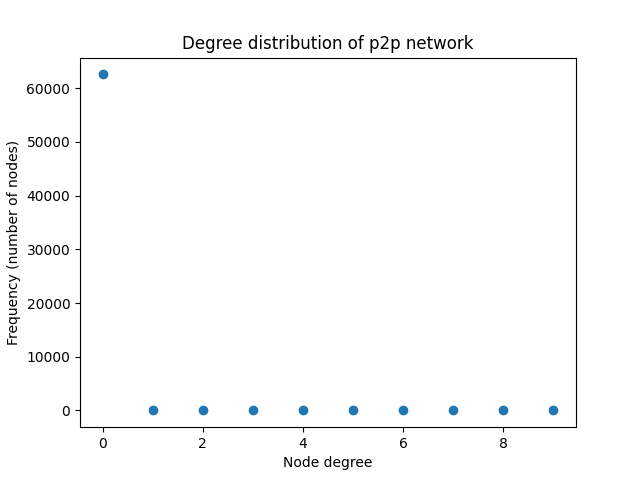 Degree distribution of p2p network
Frequency (number of nodes)
60000
50000
40000
30000
20000
10000
0
0 2 4 6 8
Node degree